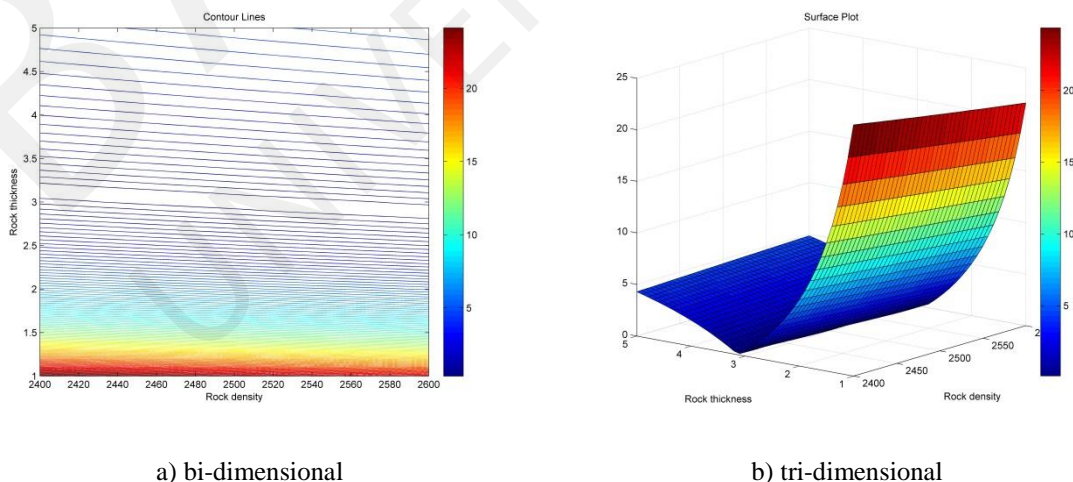 Contour Lines
5
4.5
4
3.5
3
2.5
2
1.5
1
2400 2420 2440 2460 2480 2500 2520 2540 2560 2580 2600
Rock thickness
Rock density
20
15
10
5
Surface Plot
25
20
15
10
5
0
5 4 3 2 1
2400 2450 2500 2550
Rock thickness
Rock density
20
15
10
5
a) bi-dimensional
b) tri-dimensional